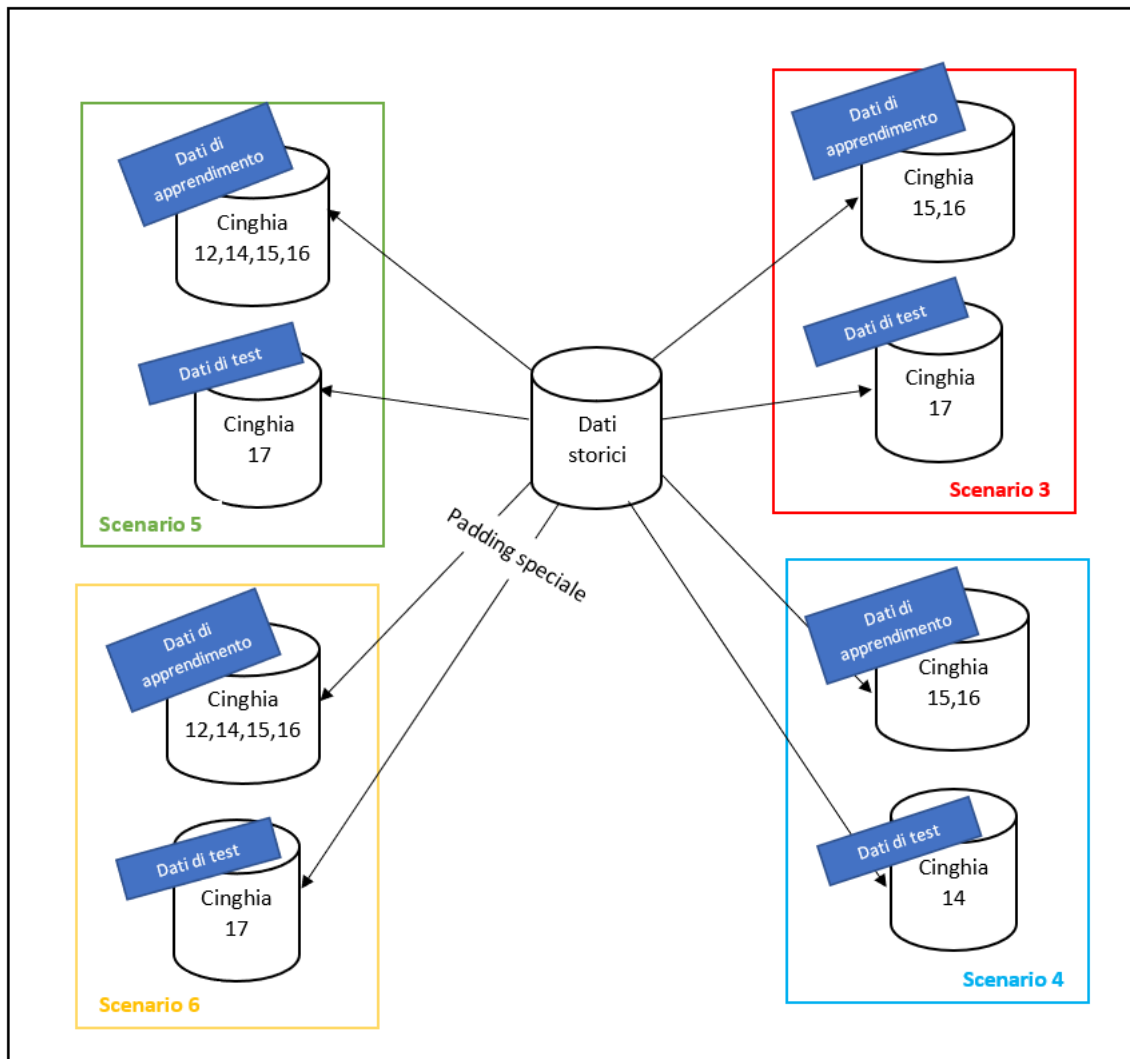 Dati di
apprendimento
Cinghia
12,14,15,16
Dati di test
Cinghia
17
Scenario 5
Dati di
apprendimento
Cinghia
15,16
Dati di test
Cinghia
17
Scenario 3
Dati
storici
Padding speciale
Dati di
apprendimento
Cinghia
12,14,15,16
Dati di test
Cinghia
17
Scenario 6
Dati di
apprendimento
Cinghia
15,16
Dati di test
Cinghia
14
Scenario 4